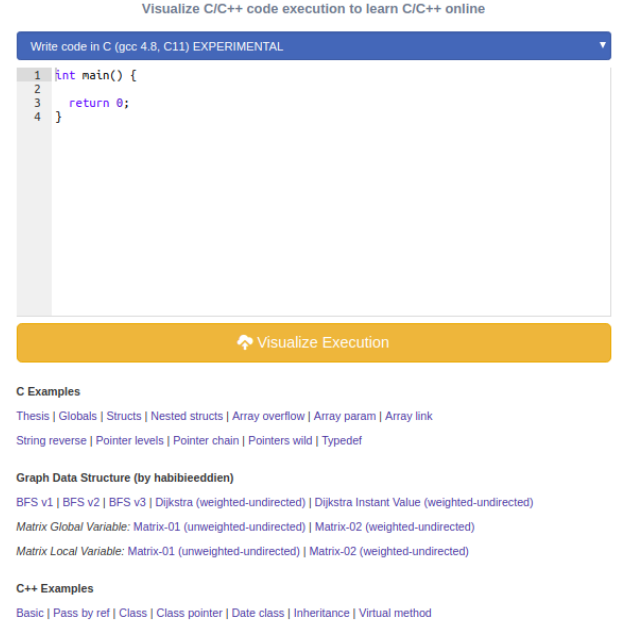 Visualize C/C++ code execution to learn C/C++ online
Write code in C (gcc 4.8, C11) EXPERIMENTAL
1 int main() {
2
3   return 0;
4 }
Visualize Execution
C Examples
Thesis | Globals | Structs | Nested structs | Array overflow | Array param | Array link
String reverse | Pointer levels | Pointer chain | Pointers wild | Typedef
Graph Data Structure (by habibieeddien)
BFS v1 | BFS v2 | BFS v3 | Dijkstra (weighted-undirected) | Dijkstra Instant Value (weighted-undirected)
Matrix Global Variable: Matrix-01 (unweighted-undirected) | Matrix-02 (weighted-undirected)
Matrix Local Variable: Matrix-01 (unweighted-undirected) | Matrix-02 (weighted-undirected)
C++ Examples
Basic | Pass by ref | Class | Class pointer | Date class | Inheritance | Virtual method